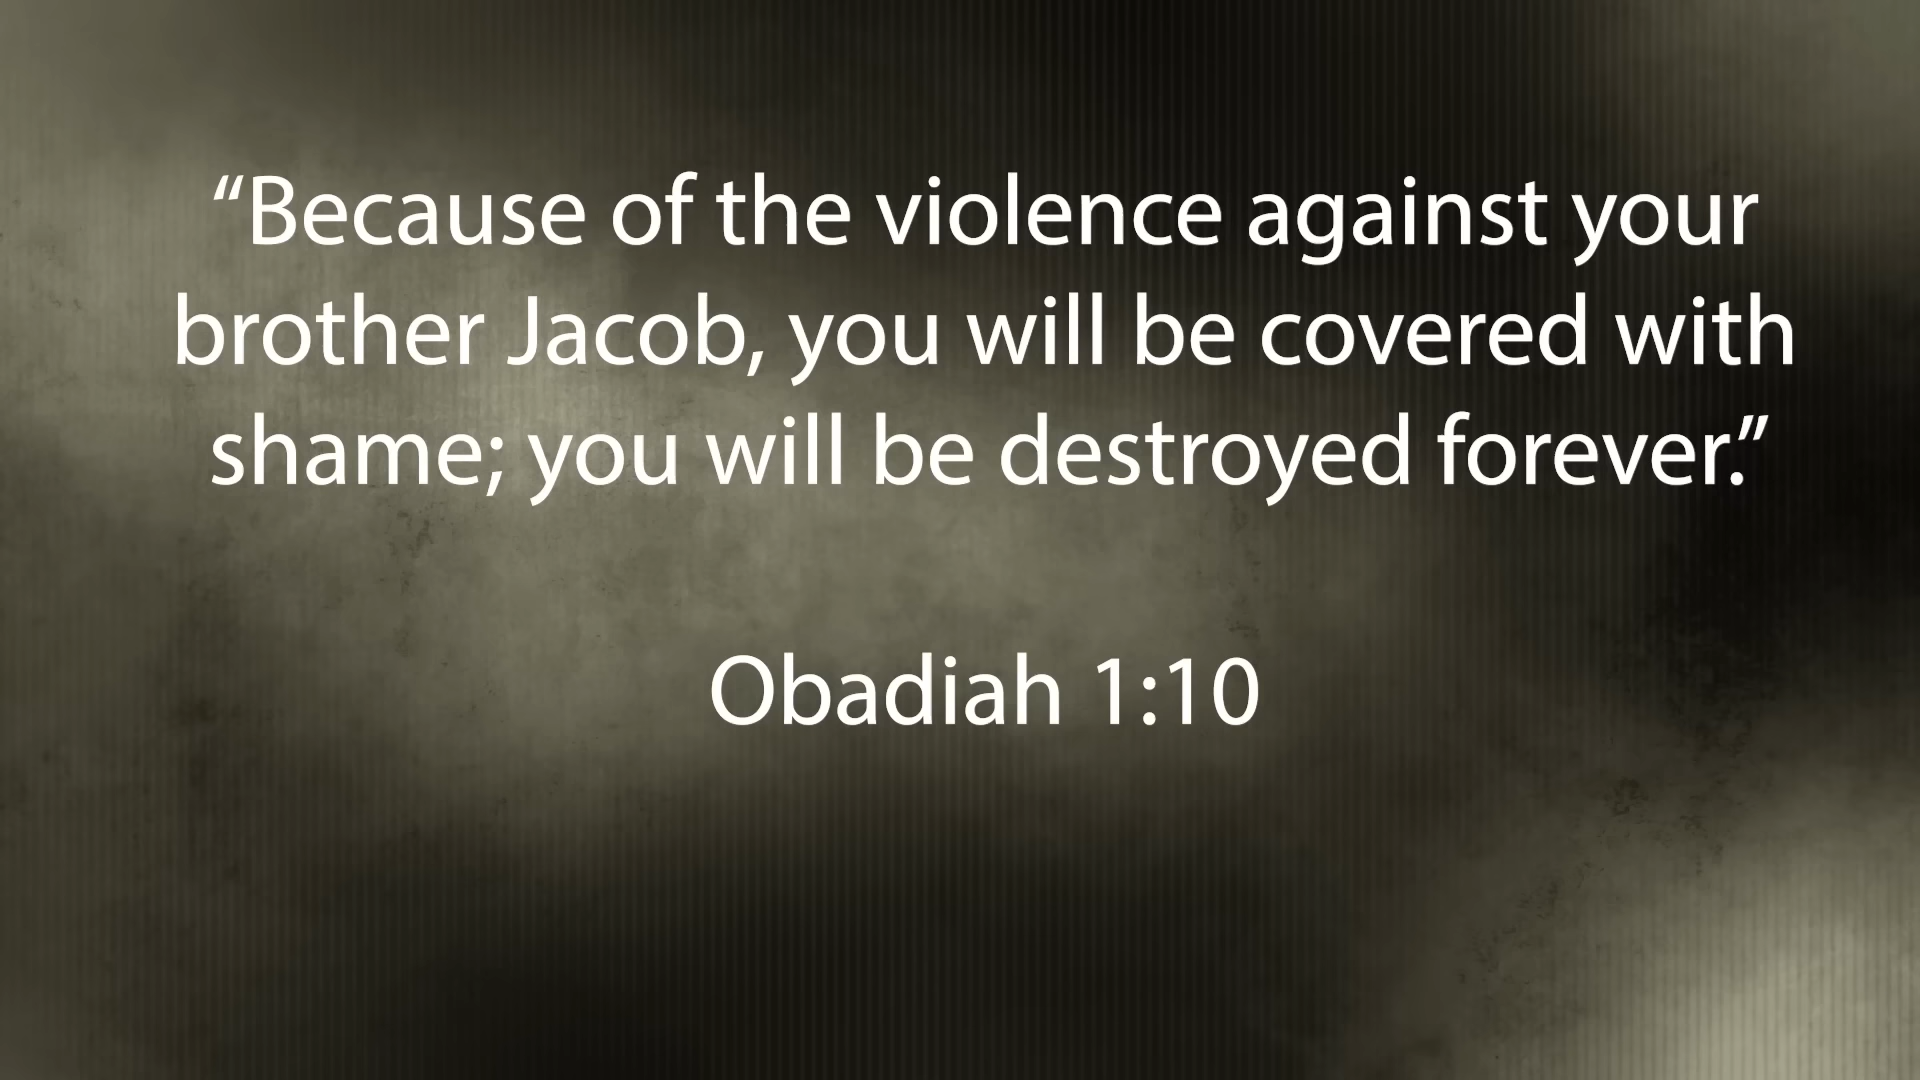 “Because of the violence against your
brother Jacob, you will be covered with
shame; you will be destroyed forever.”
Obadiah 1:10